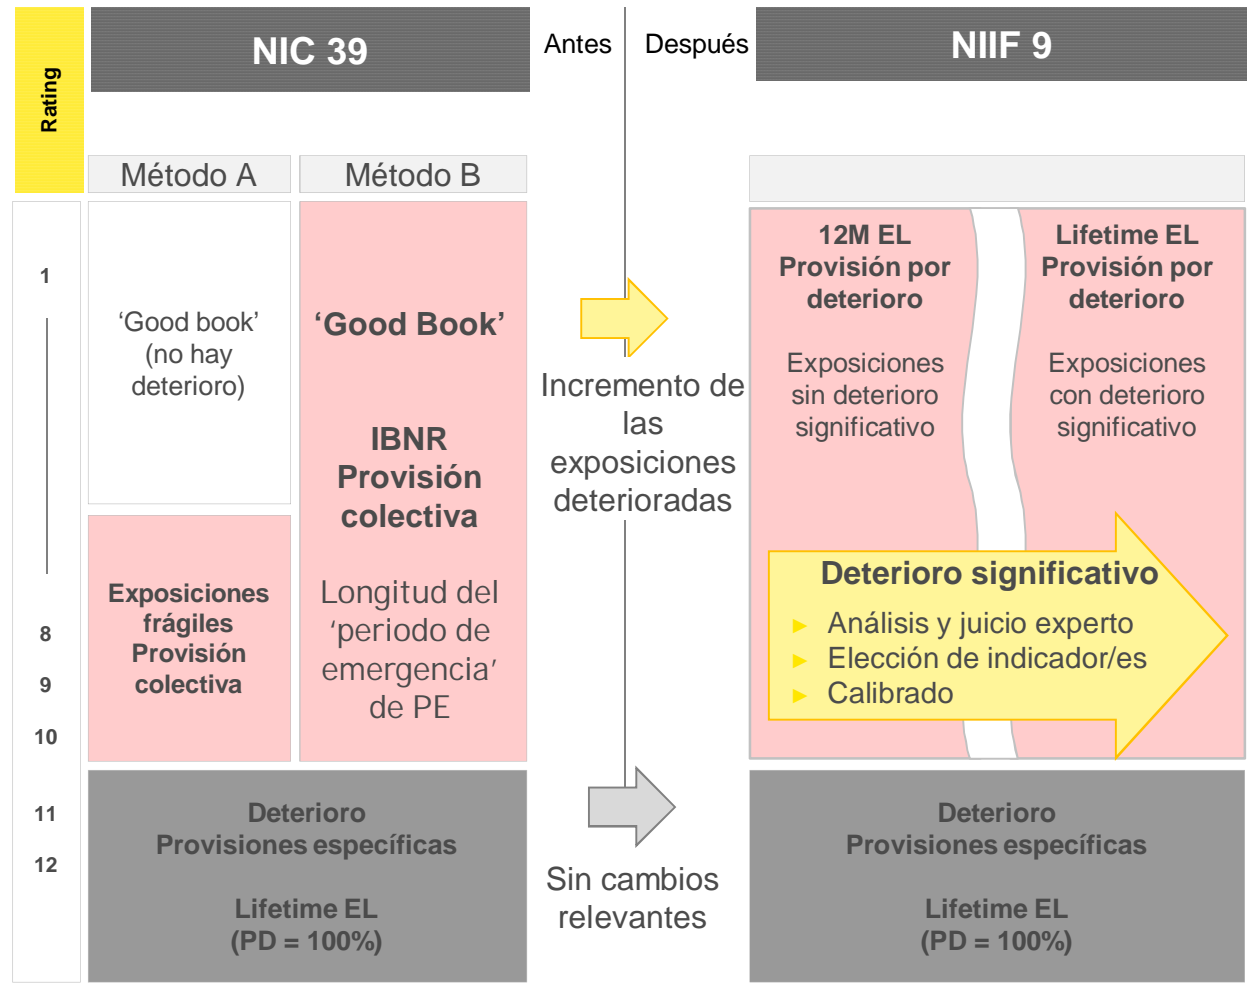 Rating
NIC 39
Antes
Después
NIIF 9
Método A
Método B
1
8
9
10
11
12
‘Good book’
(no hay
deterioro)
Exposiciones
frágiles
Provisión
colectiva
‘Good Book’
IBNR
Provisión
colectiva
Longitud del
‘periodo de
emergencia’
de PE
Deterioro
Provisiones específicas
Lifetime EL
(PD = 100%)
Incremento de
las
exposiciones
deterioradas
Sin cambios
relevantes
12M EL
Provisión por
deterioro
Exposiciones
sin deterioro
significativo
Lifetime EL
Provisión por
deterioro
Exposiciones
con deterioro
significativo
Deterioro significativo
► Análisis y juicio experto
► Elección de indicador/es
► Calibrado
Deterioro
Provisiones específicas
Lifetime EL
(PD = 100%)